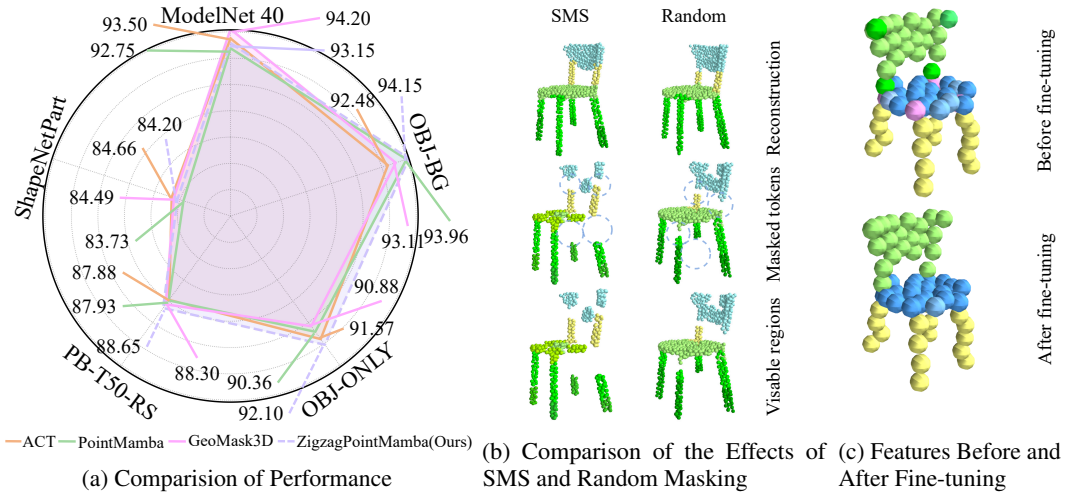 ModelNet 40
93.50
94.20
92.75
93.15
94.15
92.48
OBJ-BG
84.20
84.66
ShapeNetPart
84.49
83.73
93.11
93.96
87.88
90.88
87.93
91.57
88.65
88.30
90.36
PB-T50-RS
OBJ-ONLY
92.10
ACT
PointMamba
GeoMask3D
ZigzagPointMamba(Ours)
(a) Comparision of Performance
SMS
Random
Reconstruction
Masked tokens
Visable regions
(b) Comparison of the Effects of
SMS and Random Masking
Before fine-tuning
After fine-tuning
(c) Features Before and
After Fine-tuning